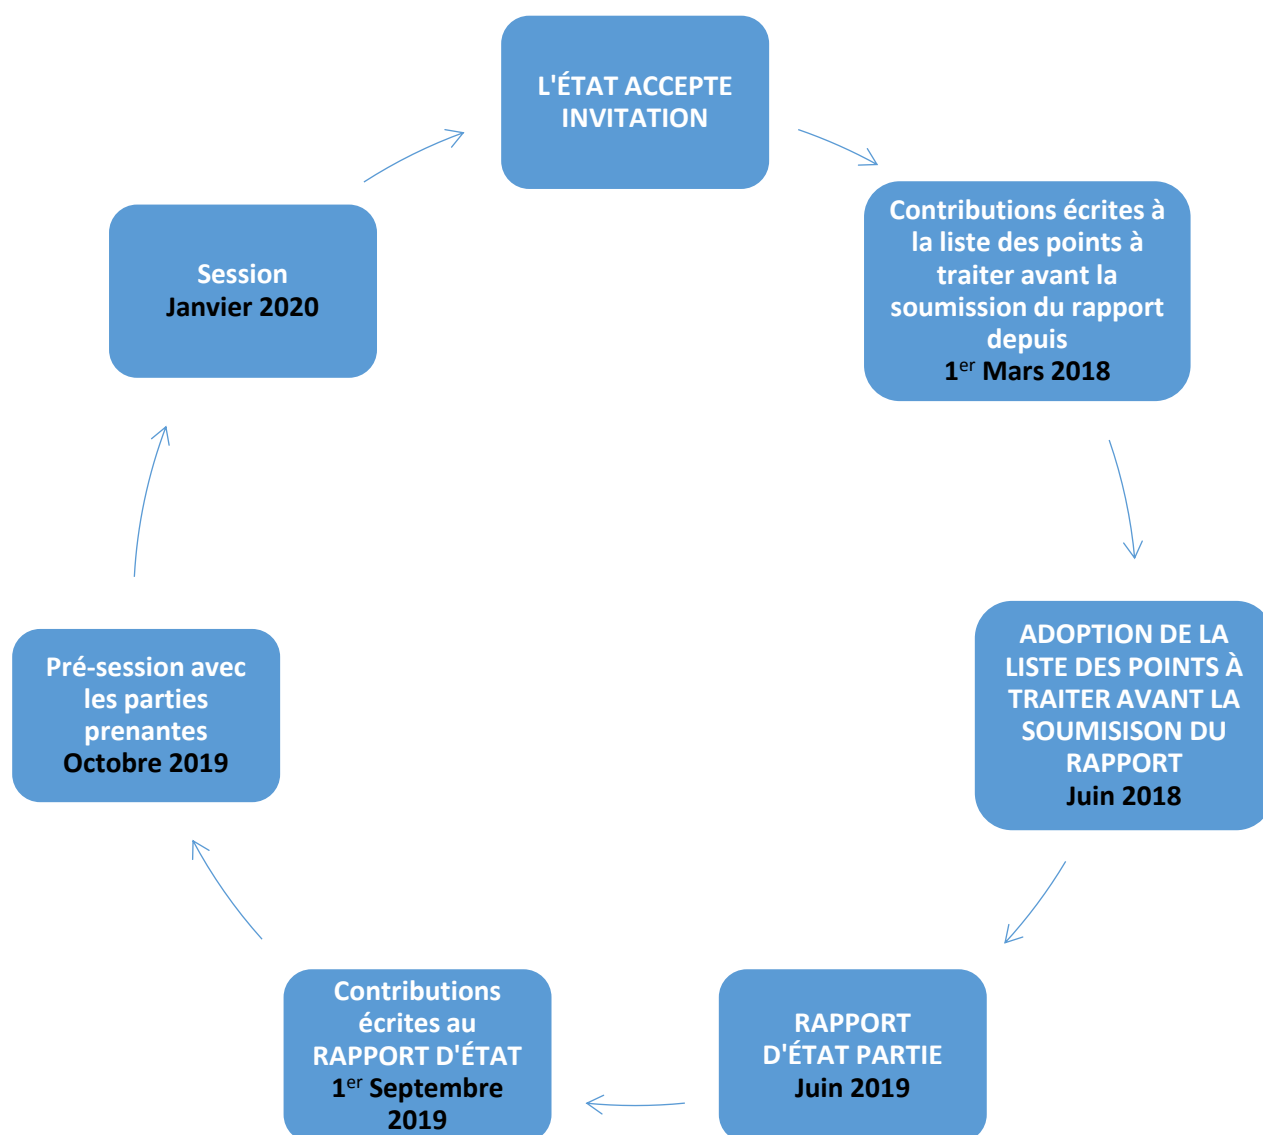 L'ÉTAT ACCEPTE
INVITATION
Contributions écrites à
la liste des points à
traiter avant la
soumission du rapport
depuis
1er Mars 2018
ADOPTION DE LA
LISTE DES POINTS À
TRAITER AVANT LA
SOUMISISON DU
RAPPORT
Juin 2018
RAPPORT
D'ÉTAT PARTIE
Juin 2019
Contributions
écrites au
RAPPORT D'ÉTAT
1er Septembre
2019
Pré-session avec
les parties
prenantes
Octobre 2019
Session
Janvier 2020